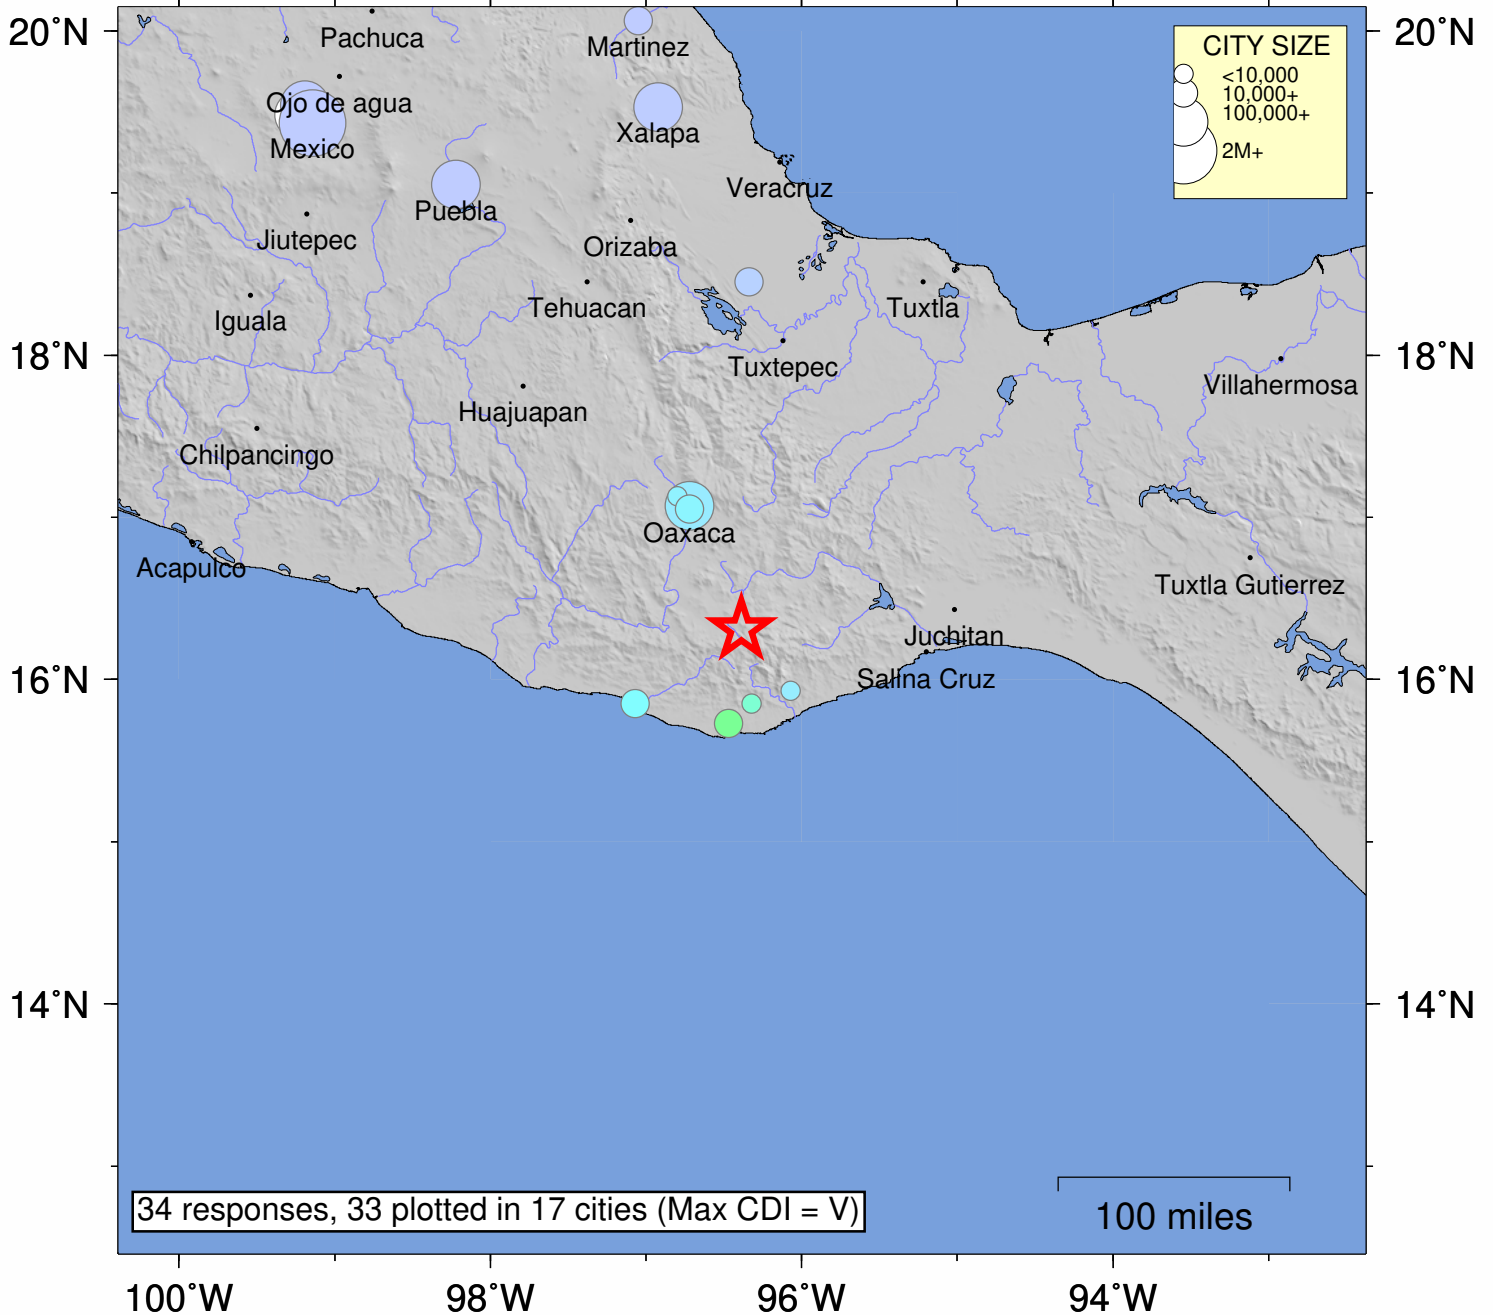 20°N
20°N
Pachuca
Martinez
CITY SIZE
<10,000
10,000+
100,000+
2M+
Ojo de agua
Mexico
Xalapa
Veracruz
Puebla
Jiutepec
Orizaba
Tehuacan
Tuxtla
Iguala
18°N
18°N
Tuxtepec
Villahermosa
Huajuapan
Chilpancingo
Oaxaca
Acapulco
Tuxtla Gutierrez
Juchitan
16°N
Salina Cruz
16°N
14°N
14°N
34 responses, 33 plotted in 17 cities (Max CDI = V)
100 miles
100°W
98°W
96°W
94°W